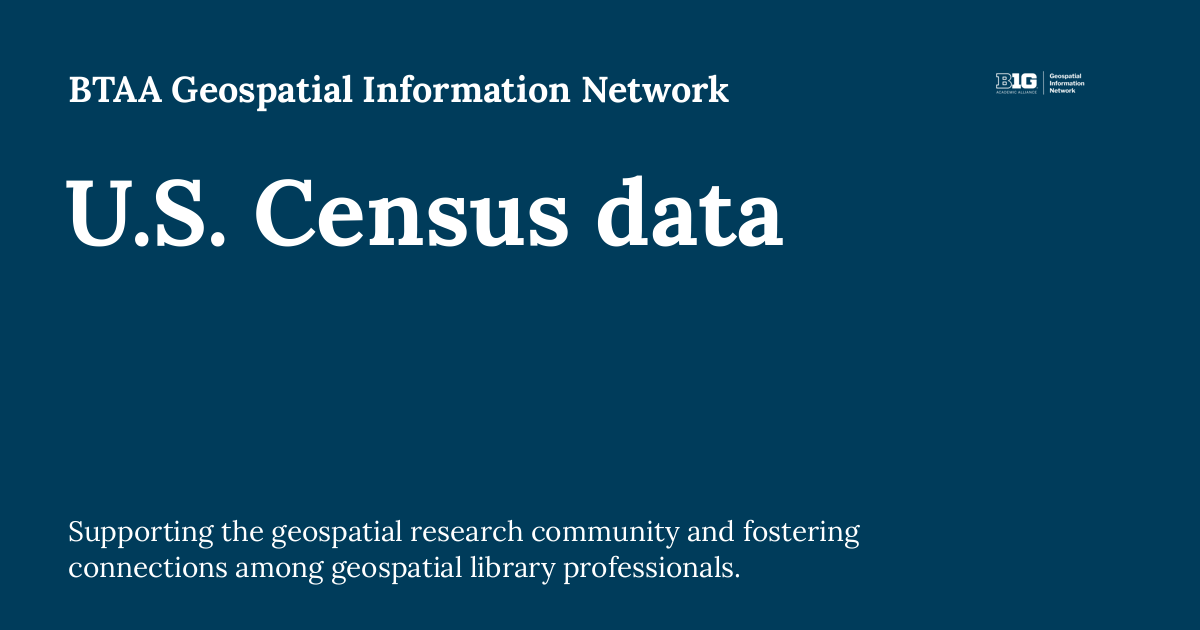 BTAA Geospatial Information Network
B1G
ACADEMIC ALLIANCE
Geospatial
Information
Network
U.S. Census data
Supporting the geospatial research community and fostering
connections among geospatial library professionals.